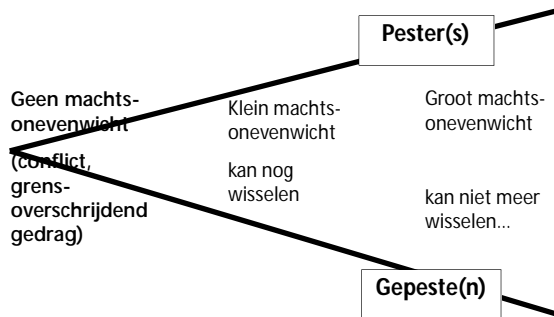 Pester(s)
Geen machts-
onevenwicht
(conflict,
grens-
overschrijdend
gedrag)
Klein machts-
onevenwicht
kan nog
wisselen
Groot machts-
onevenwicht
kan niet meer
wisselen...
Gepeste(n)